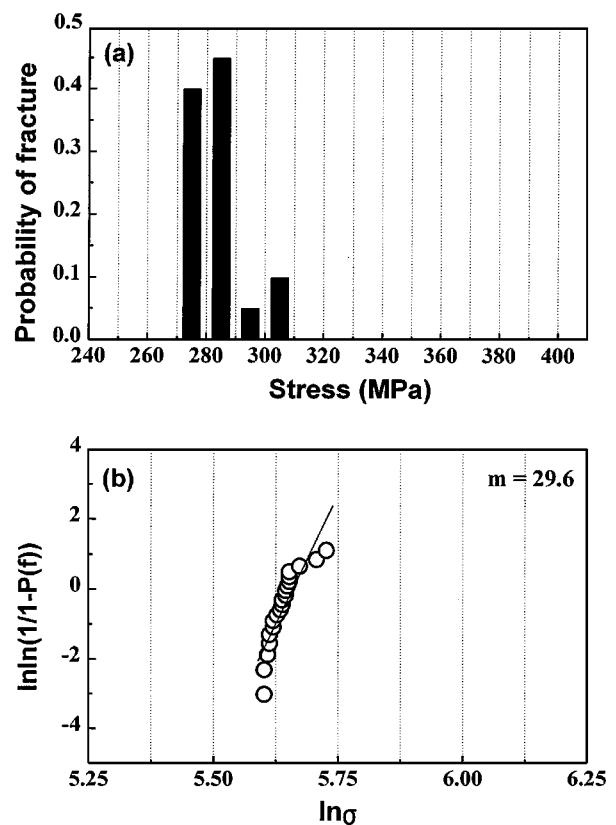 (a)
Probability of fracture
0.5
0.4
0.3
0.2
0.1
0.0
240 260 280 300 320 340 360 380 400
Stress (MPa)
(b)
m = 29.6
lnln(1/1-P(f))
4
2
0
-2
-4
5.25 5.50 5.75 6.00 6.25
lnσ